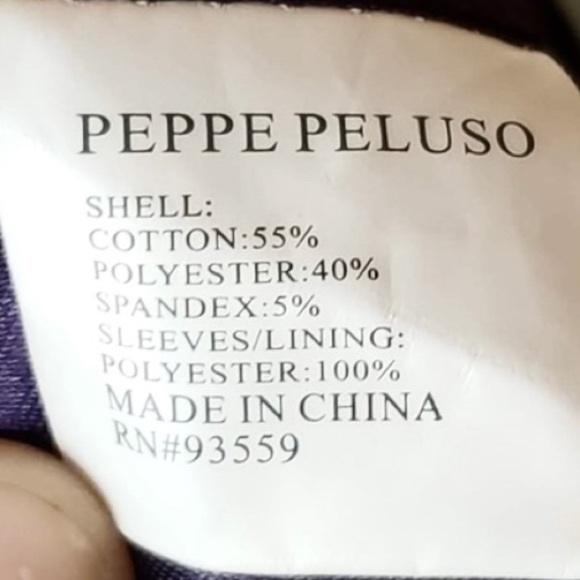 PEPPE PELUSO
SHELL:
COTTON:55%
POLYESTER:40%
SPANDEX:5%
SLEEVES/LINING:
POLYESTER:100%
MADE IN CHINA
RN#93559